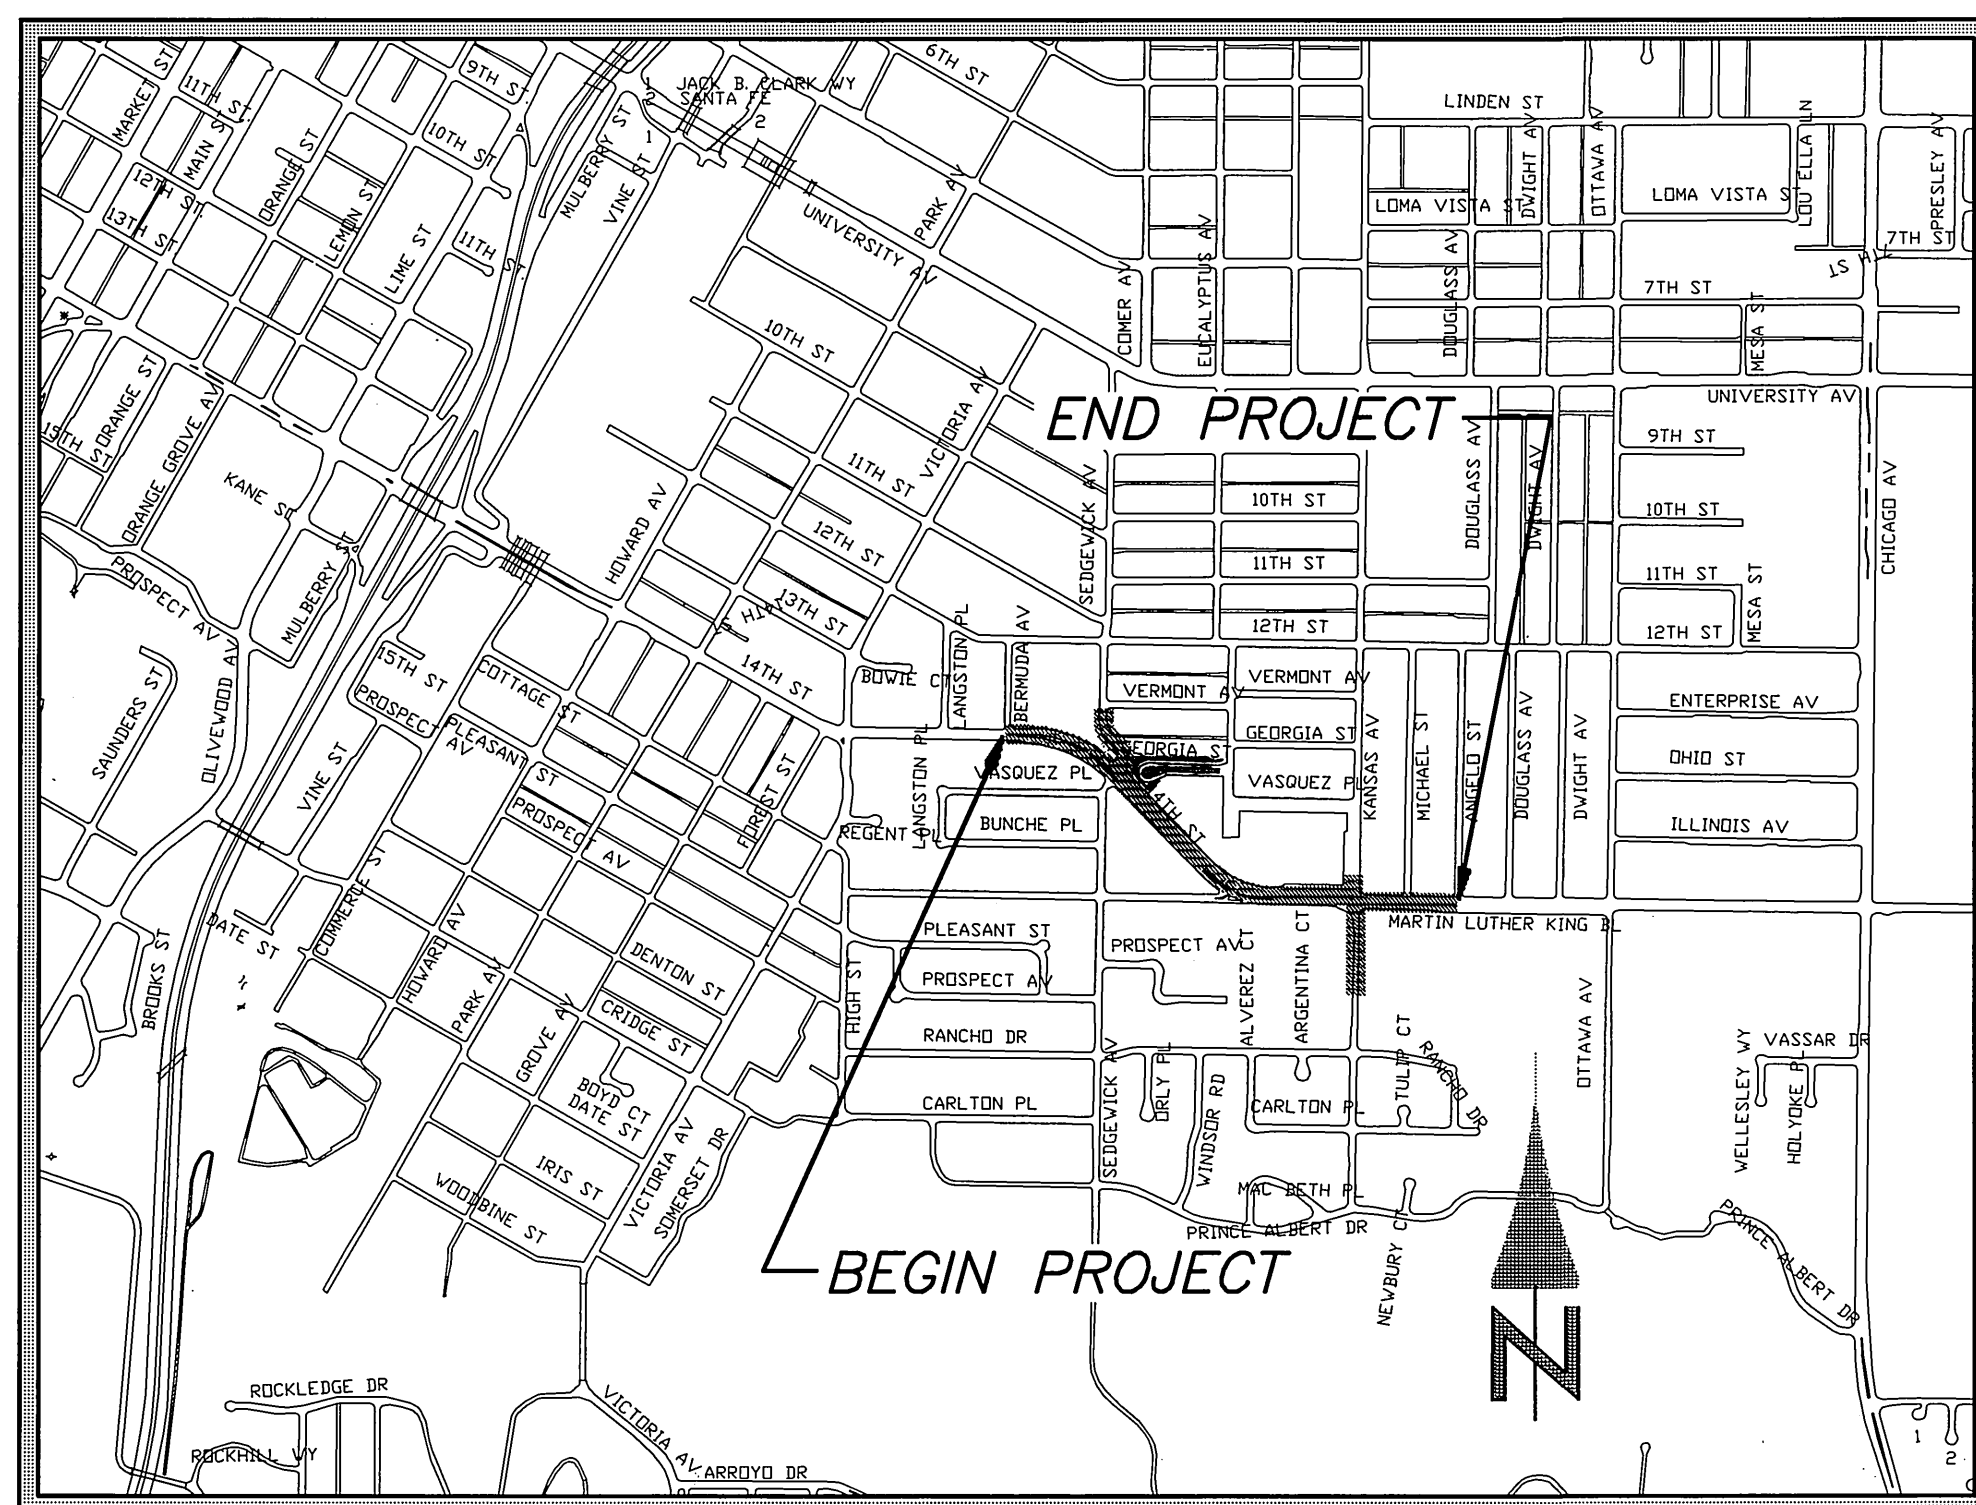 6TH ST
9TH ST
1 JACK B. CLARK WY
2 SANTA FE
LINDEN ST
MARKET ST
11TH ST.
MAIN ST
10TH ST
MULBERRY ST
1
2
VINE ST
PARK AV
DWIGHT AV
OTTAWA AV
LOU ELLA LN
PRESLEY AV
12TH ST.
ORANGE ST
LEMON ST
LOMA VISTA ST
LOMA VISTA ST
13TH ST
LIME ST
11TH ST.
UNIVERSITY AV
COMER AV
EUCALYPTUS AV
DOUGLASS AV
7TH ST
7TH ST
7TH ST
MESA ST
10TH ST
ORANGE ST
15TH ST
ORANGE GROVE AV
VICTORIA AV
END PROJECT
UNIVERSITY AV
KANE ST
11TH ST
9TH ST
HOWARD AV
12TH ST
SEDGEWICK AV
10TH ST
DOUGLASS AV
DWIGHT AV
10TH ST
CHICAGO AV
PROSPECT AV
MULBERRY ST
13TH ST
14TH ST
11TH ST
11TH ST
MESA ST
12TH ST
12TH ST
SAUNDERS ST
OLIVEWOOD AV
15TH ST
COTTAGE ST
14TH ST
BOWIE CT
LANGSTON PL
BERMUDA AV
VERMONT AV
VERMONT AV
ENTERPRISE AV
PROSPECT AV
PLEASANT ST
VINE ST
FOREST ST
LANGSTON PL
VASQUEZ PL
GEORGIA ST
GEORGIA ST
VASQUEZ PL
KANSAS AV
MICHAEL ST
ANGELO ST
DOUGLASS AV
DWIGHT AV
OHIO ST
PROSPECT AV
REGENT PL
BUNCHE PL
14TH ST
ILLINOIS AV
COMMERCE ST
DATE ST
BROOKS ST
HOWARD AV
PARK AV
DENTON ST
PLEASANT ST
PROSPECT AV
ALVEREZ CT
ARGENTINA CT
MARTIN LUTHER KING BL
HIGH ST
PROSPECT AV
OTTAWA AV
GROVE AV
CRIDGE ST
RANCHO DR
SEDGEWICK AV
ORLY PL
WINDSOR RD
TULIP CT
RANCHO DR
WELLESLEY WY
VASSAR DR
HOLYOKE PL
BOYD CT
DATE ST
CARLTON PL
CARLTON PL
IRIS ST
WOODBINE ST
VICTORIA AV
SOMERSET DR
MAC BETH PL
PRINCE ALBERT DR
NEWBURY CT
PRINCE ALBERT DR
BEGIN PROJECT
N
ROCKLEDGE DR
VICTORIA AV
ROCKHILL WY
ARROYO DR
1
2